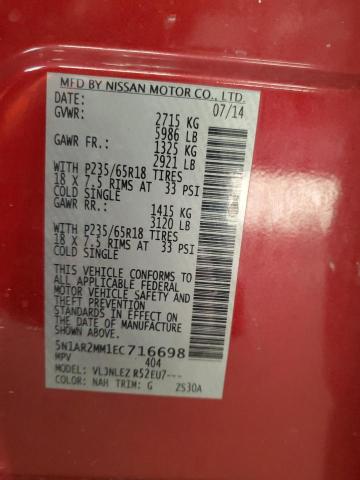 MFD BY NISSAN MOTOR CO., LTD.
DATE: 07/14
GVWR: 2715 KG
5986 LB
GAWR FR.: 1325 KG
2921 LB
WITH P235/65R18 TIRES
18 X 7.5 RIMS AT 33 PSI
COLD SINGLE
GAWR RR.: 1415 KG
3120 LB
WITH P235/65R18 TIRES
18 X 7.5 RIMS AT 33 PSI
COLD SINGLE
THIS VEHICLE CONFORMS TO
ALL APPLICABLE FEDERAL
MOTOR VEHICLE SAFETY
STANDARDS IN EFFECT ON
THE DATE OF MANUFACTURE
SHOWN ABOVE.
5N1AR2MM1EC716698
MPV 404
MODEL: VLJNLEZ R52EU7---
COLOR: NAH TRIM: G 2530A